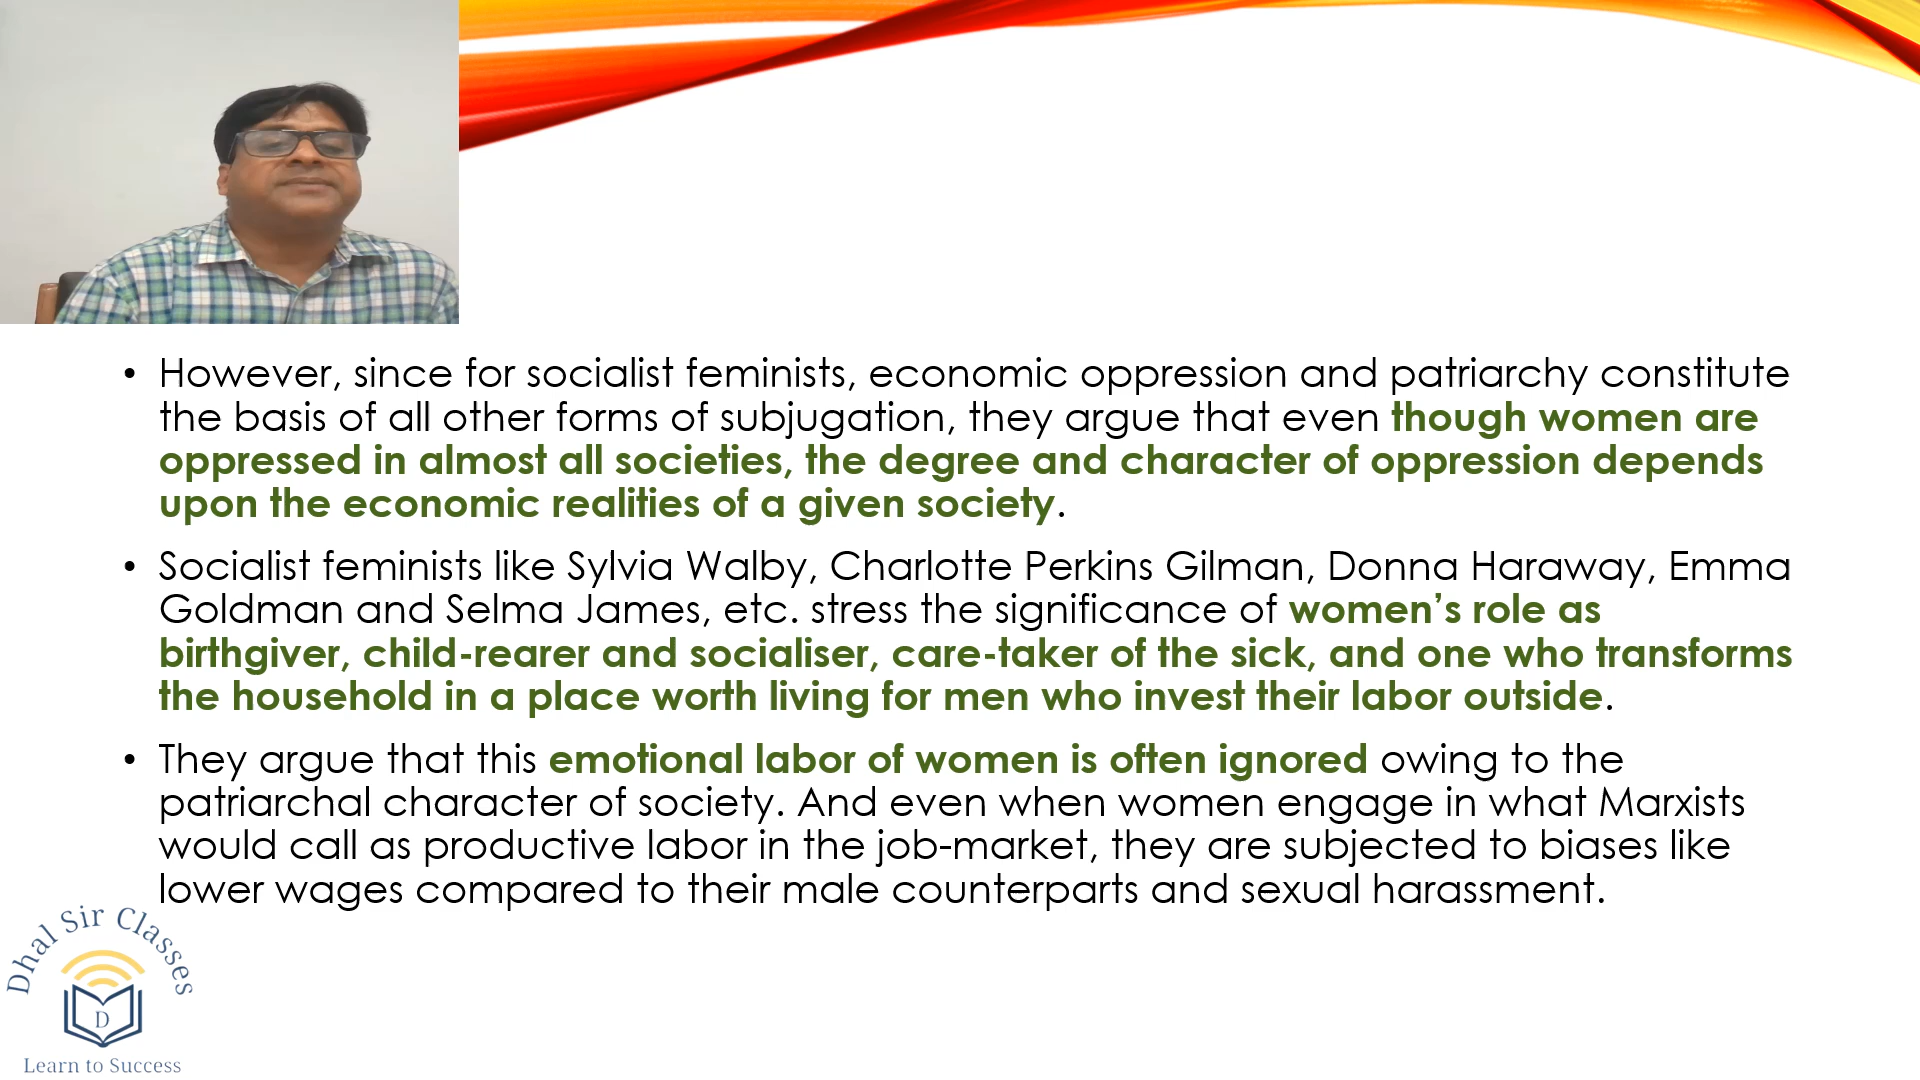 • However, since for socialist feminists, economic oppression and patriarchy constitute
the basis of all other forms of subjugation, they argue that even though women are
oppressed in almost all societies, the degree and character of oppression depends
upon the economic realities of a given society.
• Socialist feminists like Sylvia Walby, Charlotte Perkins Gilman, Donna Haraway, Emma
Goldman and Selma James, etc. stress the significance of women’s role as
birthgiver, child-rearer and socialiser, care-taker of the sick, and one who transforms
the household in a place worth living for men who invest their labor outside.
• They argue that this emotional labor of women is often ignored owing to the
patriarchal character of society. And even when women engage in what Marxists
would call as productive labor in the job-market, they are subjected to biases like
lower wages compared to their male counterparts and sexual harassment.
Dhal Sir Classes
D
Learn to Success